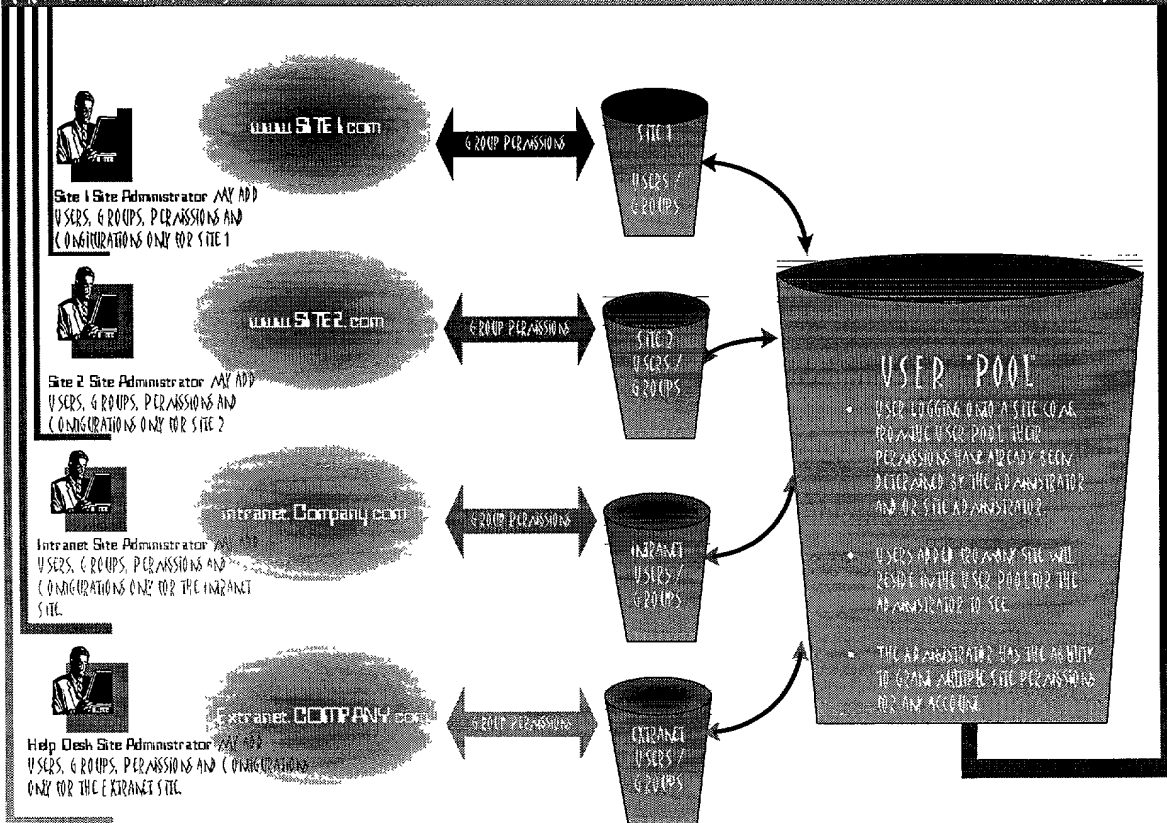 www.SITE1.com
GROUP PERMISSIONS
SITE 1
USERS /
GROUPS
Site 1 Site Administrator MAY ADD
USERS, GROUPS, PERMISSIONS AND
CONFIGURATIONS ONLY FOR SITE 1
www.SITE2.com
GROUP PERMISSIONS
SITE 2
USERS /
GROUPS
Site 2 Site Administrator MAY ADD
USERS, GROUPS, PERMISSIONS AND
CONFIGURATIONS ONLY FOR SITE 2
intranet.Company.com
GROUP PERMISSIONS
INTRANET
USERS /
GROUPS
Intranet Site Administrator MAY ADD
USERS, GROUPS, PERMISSIONS AND
CONFIGURATIONS ONLY FOR THE INTRANET
SITE.
Extranet.COMPANY.com
GROUP PERMISSIONS
EXTRANET
USERS /
GROUPS
Help Desk Site Administrator MAY ADD
USERS, GROUPS, PERMISSIONS AND CONFIGURATIONS
ONLY FOR THE EXTRANET SITE.
USER "POOL"
• USER LOGGING ONTO A SITE COME
FROM THE USER POOL. THEIR
PERMISSIONS HAVE ALREADY BEEN
DETERMINED BY THE ADMINISTRATOR
AND OR SITE ADMINISTRATOR.
• USERS ADDED FROM ANY SITE WILL
RESIDE IN THE USER POOL FOR THE
ADMINISTRATOR TO SEE.
• THE ADMINISTRATOR HAS THE ABILITY
TO GRANT MULTIPLE SITE PERMISSIONS
FOR ANY ACCOUNT